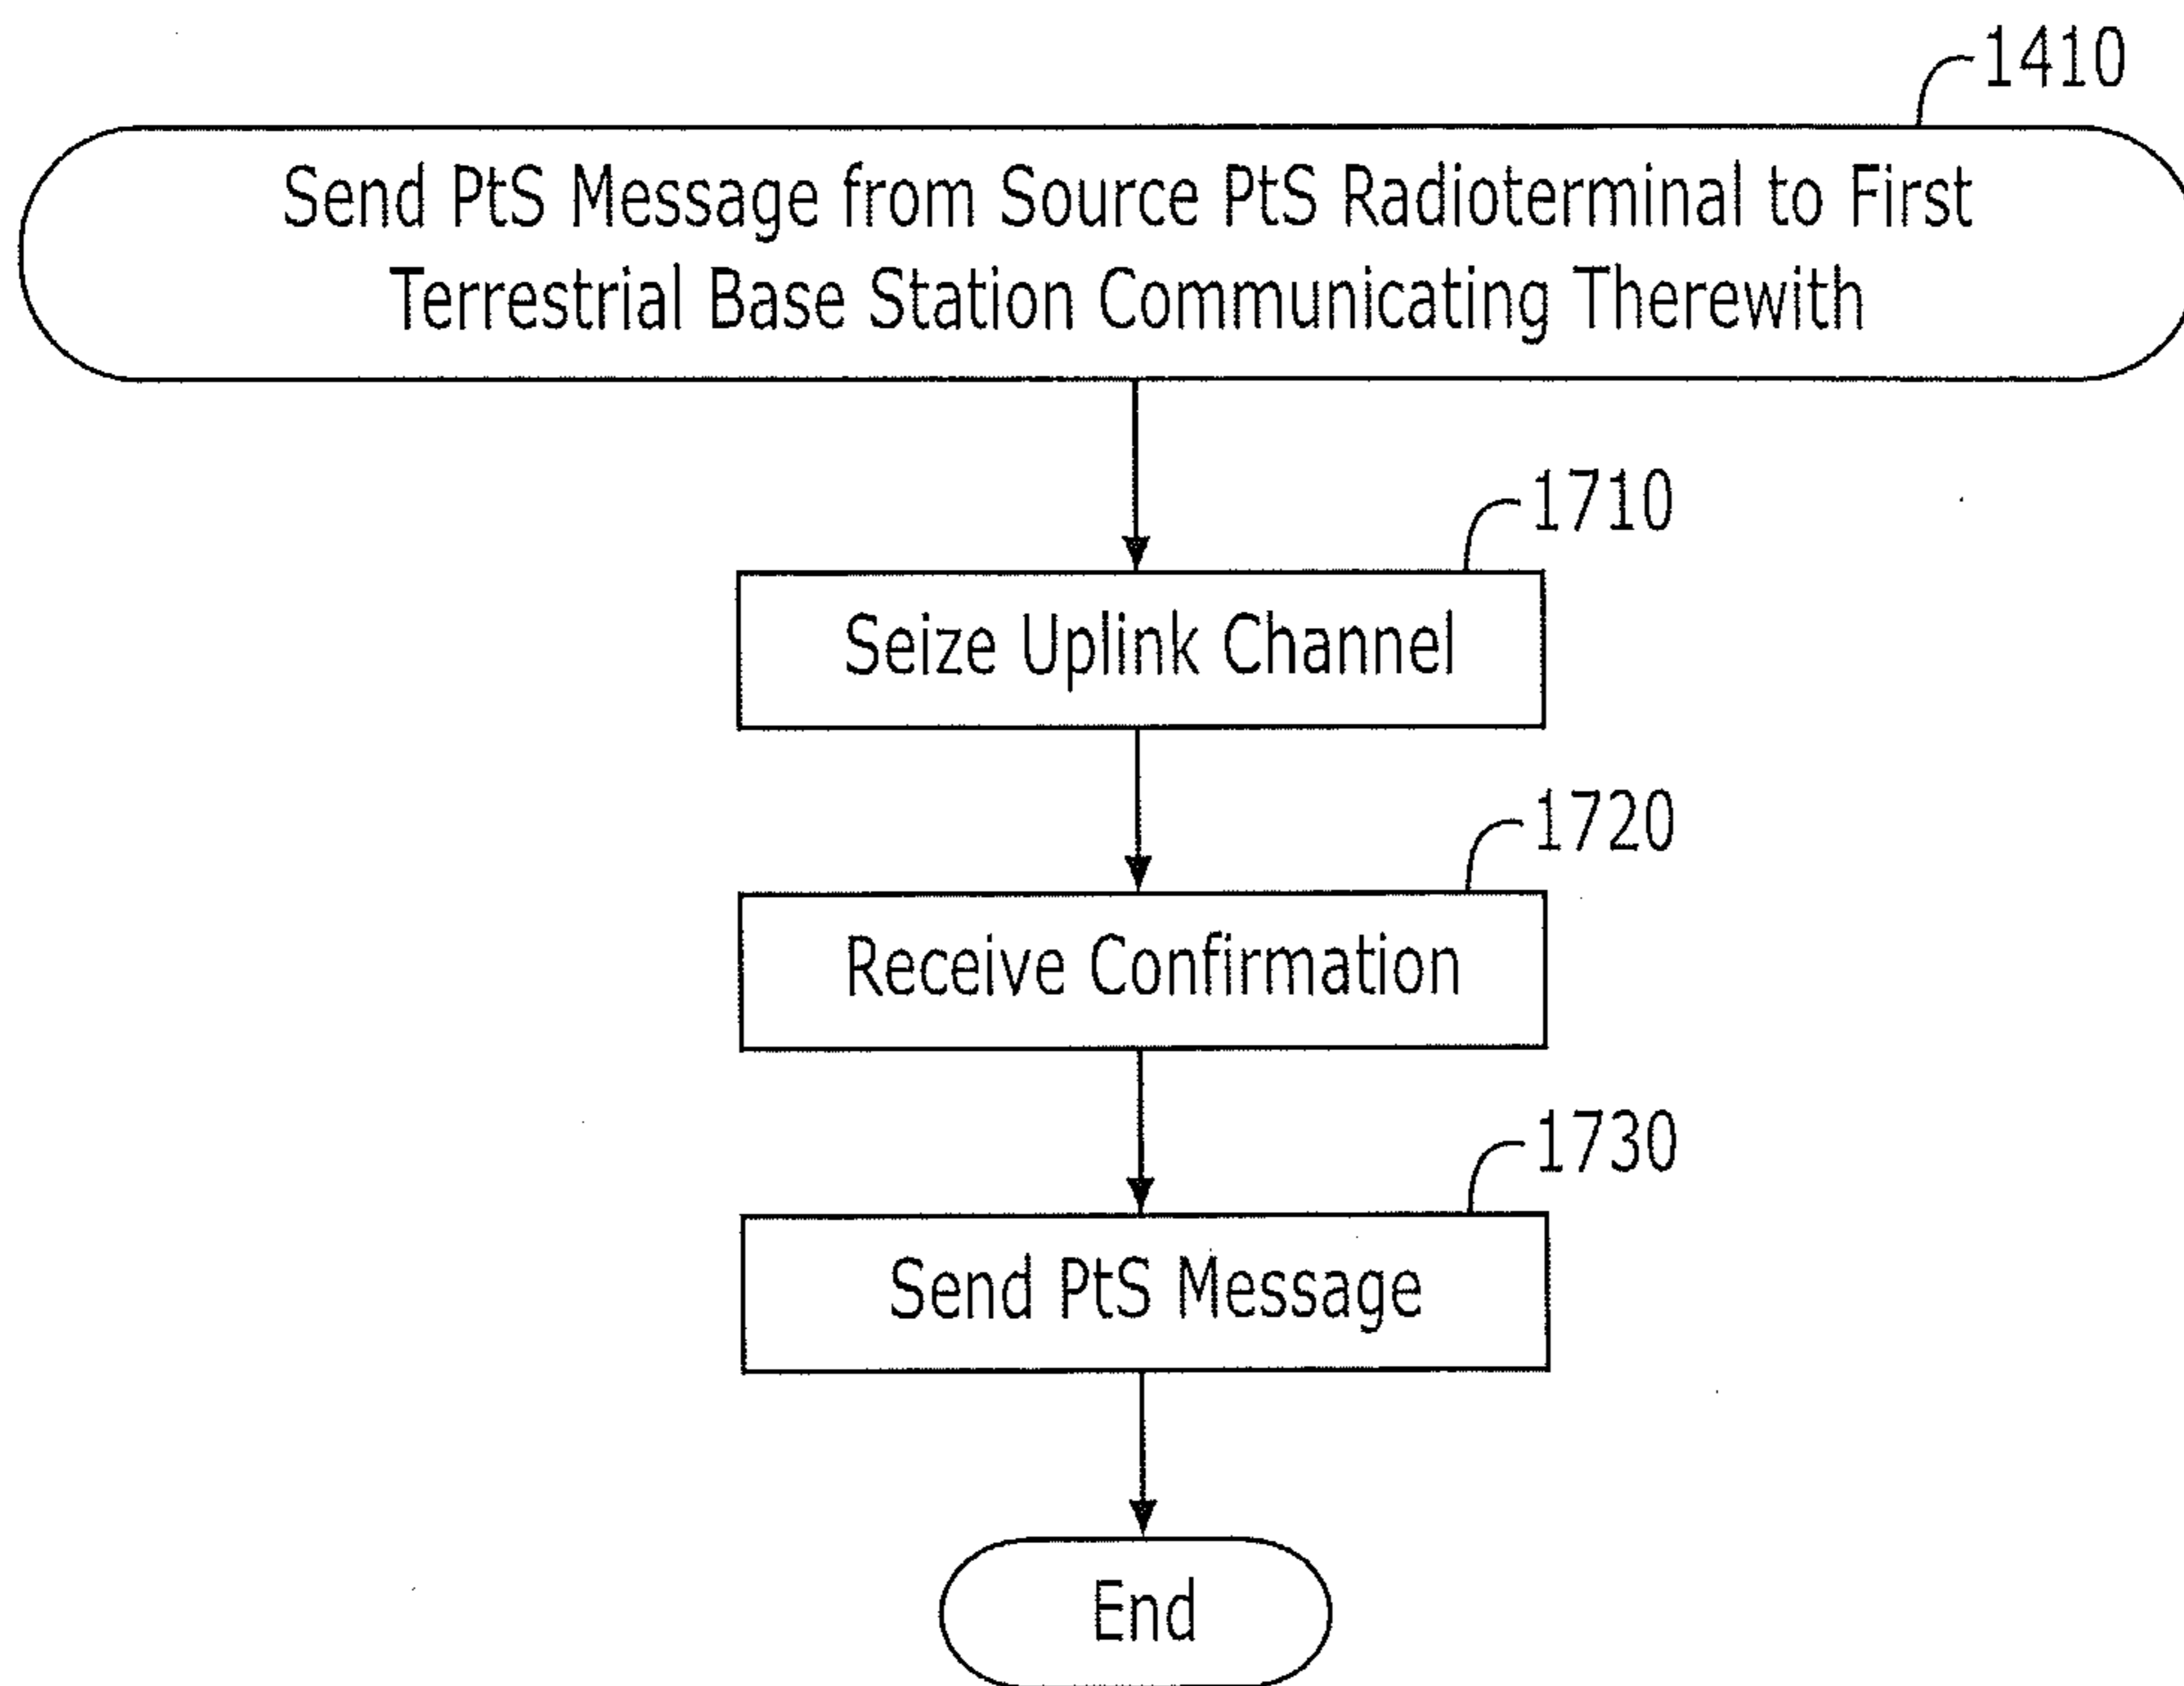 1410
Send PtS Message from Source PtS Radioterminal to First
Terrestrial Base Station Communicating Therewith
1710
Seize Uplink Channel
1720
Receive Confirmation
1730
Send PtS Message
End